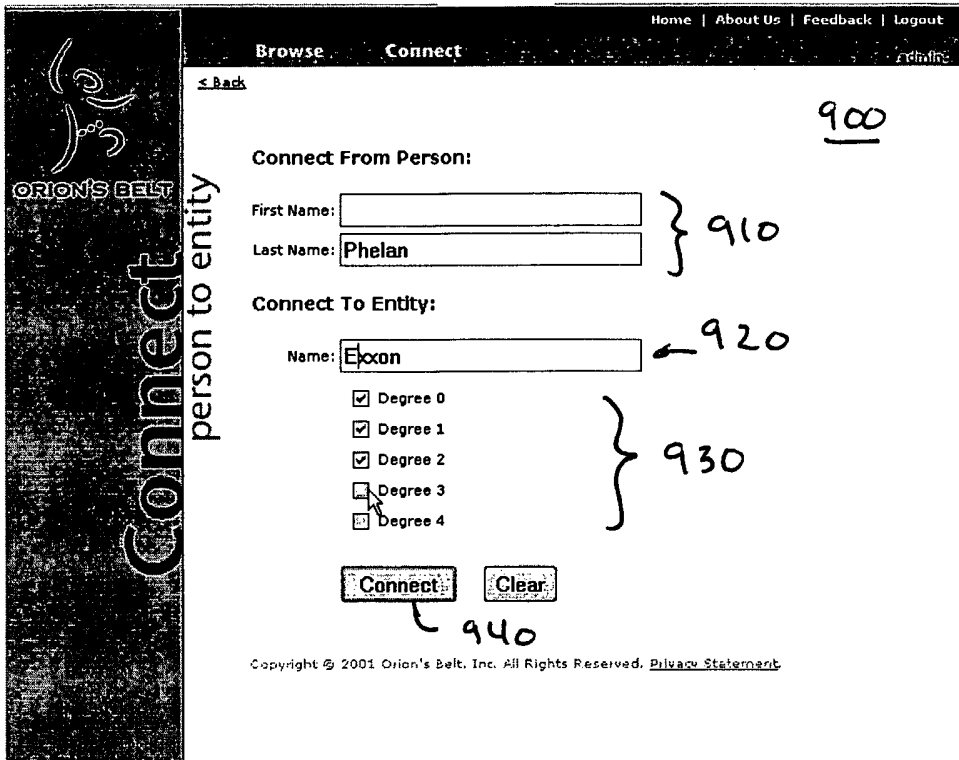 Home | About Us | Feedback | Logout
Browse Connect
admin
< Back
900
ORION'S BELT
Connect
person to entity
Connect From Person:
First Name:
910
Last Name: Phelan
Connect To Entity:
920
Name: Exxon
Degree 0
Degree 1
Degree 2
930
Degree 3
Degree 4
Connect Clear
940
Copyright © 2001 Orion's Belt, Inc. All Rights Reserved. Privacy Statement